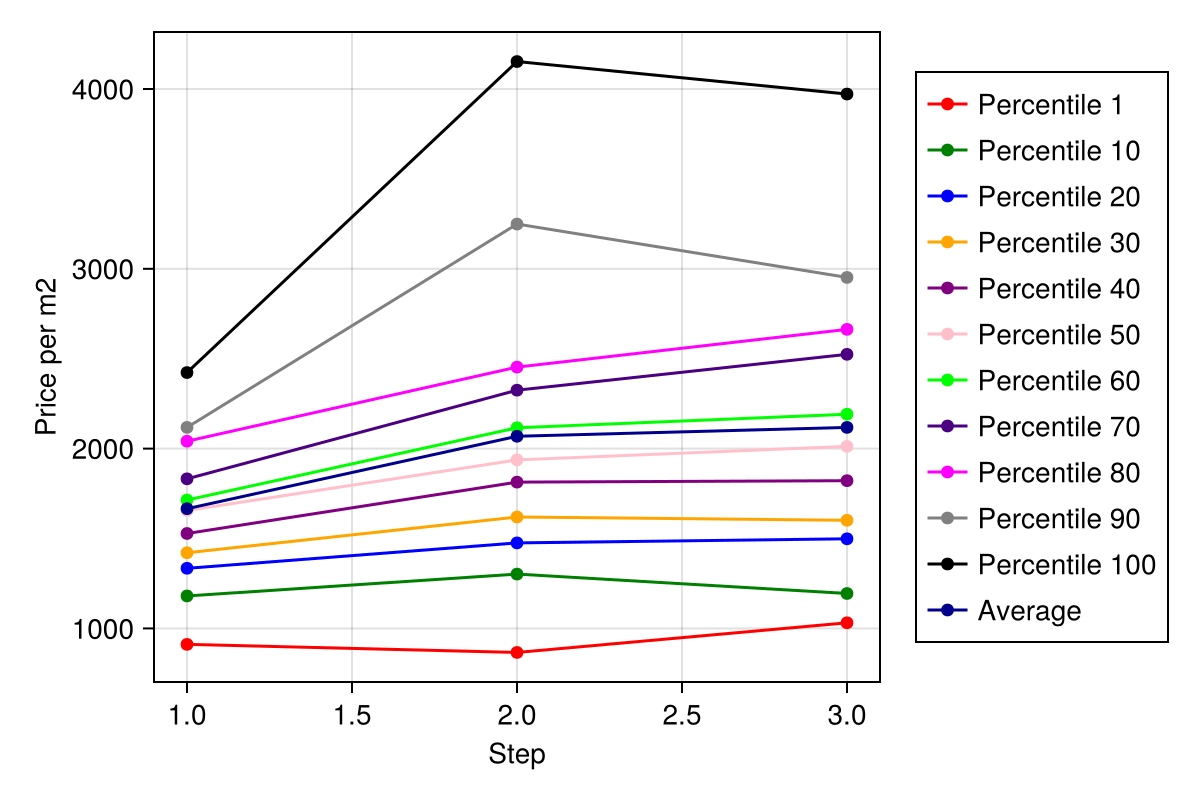 4000
3000
2000
1000
Price per m2
1.0 1.5 2.0 2.5 3.0
Step
Percentile 1
Percentile 10
Percentile 20
Percentile 30
Percentile 40
Percentile 50
Percentile 60
Percentile 70
Percentile 80
Percentile 90
Percentile 100
Average